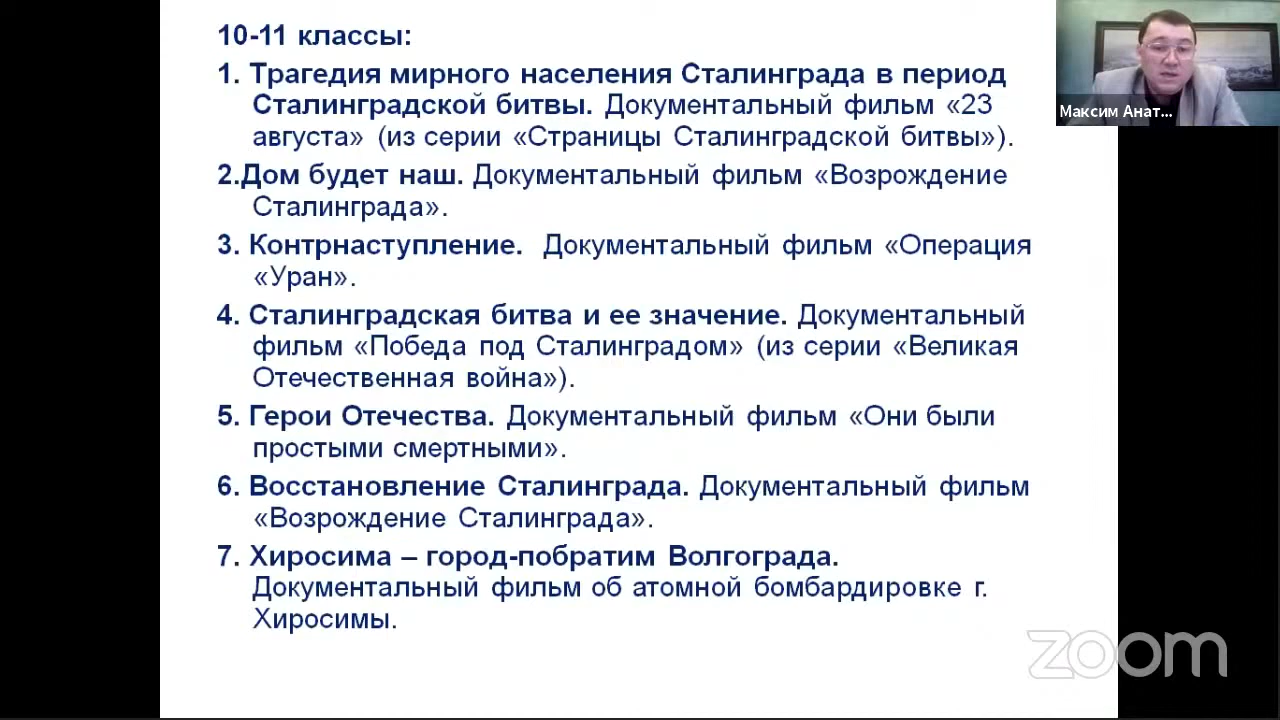 10-11 классы:
1. Трагедия мирного населения Сталинграда в период
Сталинградской битвы. Документальный фильм «23
августа» (из серии «Страницы Сталинградской битвы»).
2.Дом будет наш. Документальный фильм «Возрождение
Сталинграда».
3. Контрнаступление. Документальный фильм «Операция
«Уран».
4. Сталинградская битва и ее значение. Документальный
фильм «Победа под Сталинградом» (из серии «Великая
Отечественная война»).
5. Герои Отечества. Документальный фильм «Они были
простыми смертными».
6. Восстановление Сталинграда. Документальный фильм
«Возрождение Сталинграда».
7. Хиросима – город-побратим Волгограда.
Документальный фильм об атомной бомбардировке г.
Хиросимы.
Максим Анат...
zoom